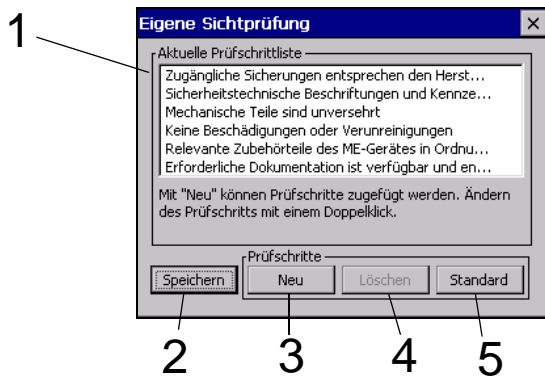 1
Eigene Sichtprüfung
Aktuelle Prüfschrittliste
Zugängliche Sicherungen entsprechen den Herst...
Sicherheitstechnische Beschriftungen und Kennze...
Mechanische Teile sind unversehrt
Keine Beschädigungen oder Verunreinigungen
Relevante Zubehörteile des ME-Gerätes in Ordnu...
Erforderliche Dokumentation ist verfügbar und en...
Mit "Neu" können Prüfschritte zugefügt werden. Ändern
des Prüfschritts mit einem Doppelklick.
Prüfschritte
Speichern Neu Löschen Standard
2 3 4 5